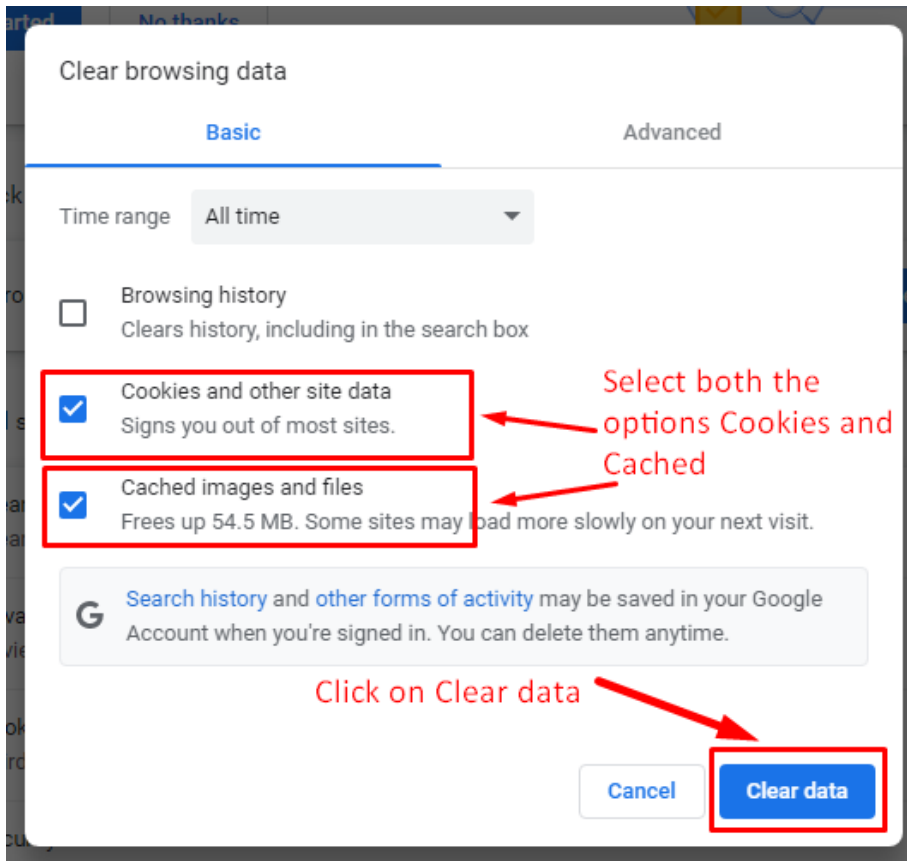 arted No thanks
Clear browsing data
Basic Advanced
Time range All time
Browsing history
Clears history, including in the search box
Cookies and other site data
Signs you out of most sites.
Select both the
options Cookies and
Cached
Cached images and files
Frees up 54.5 MB. Some sites may load more slowly on your next visit.
G
Search history and other forms of activity may be saved in your Google
Account when you're signed in. You can delete them anytime.
Click on Clear data
Cancel Clear data